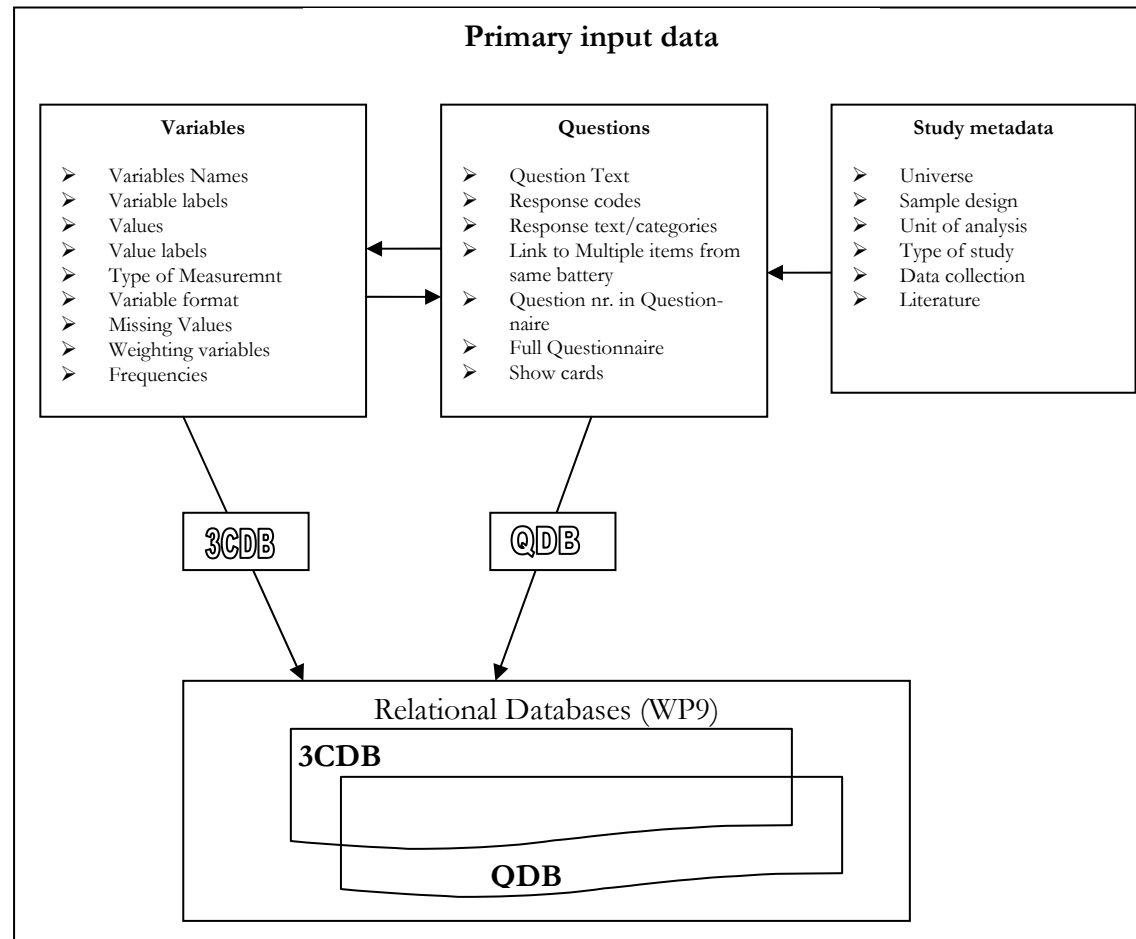 Primary input data
Variables
➢ Variables Names
➢ Variable labels
➢ Values
➢ Value labels
➢ Type of Measuremnt
➢ Variable format
➢ Missing Values
➢ Weighting variables
➢ Frequencies
Questions
➢ Question Text
➢ Response codes
➢ Response text/categories
➢ Link to Multiple items from
same battery
➢ Question nr. in Question-
naire
➢ Full Questionnaire
➢ Show cards
Study metadata
➢ Universe
➢ Sample design
➢ Unit of analysis
➢ Type of study
➢ Data collection
➢ Literature
3CDB
QDB
Relational Databases (WP9)
3CDB
QDB